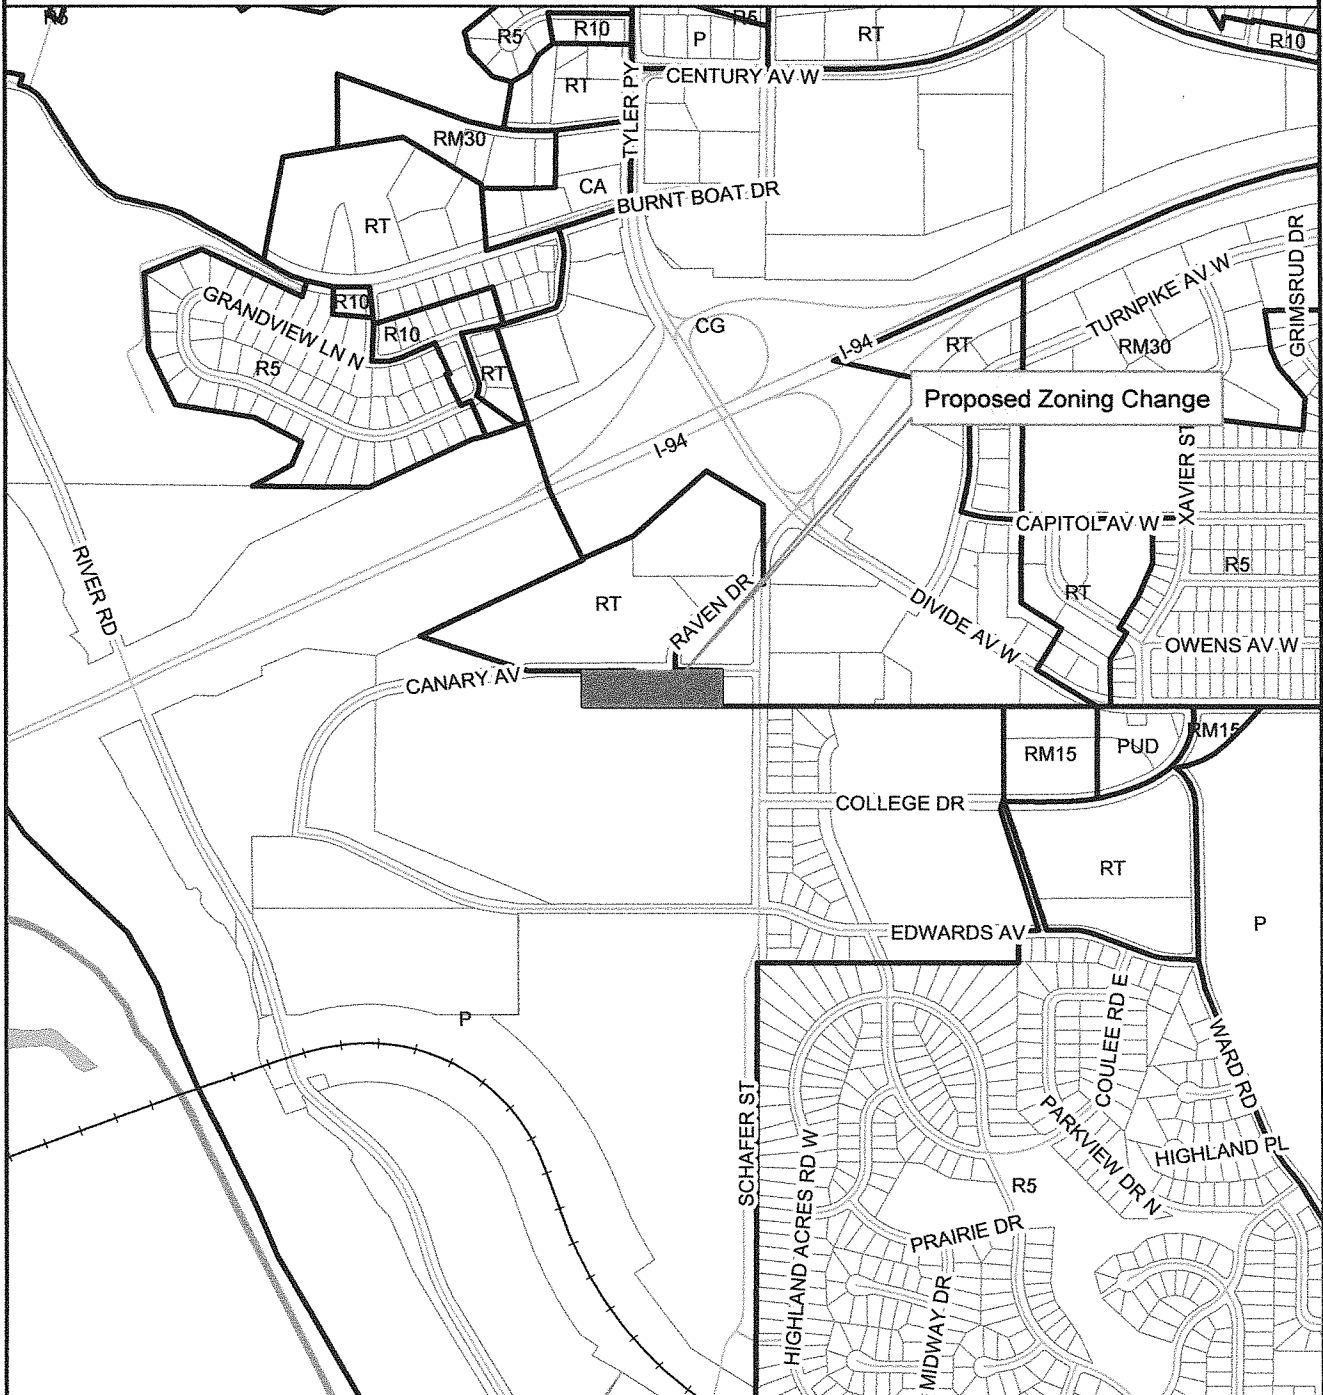 R5
R5
R10
P
R5
RT
R10
CENTURY AV W
RT
TYLER PY
RM30
CA
BURNT BOAT DR
RT
GRIMSRUD DR
R10
GRANDVIEW LN N
R10
CG
TURNPIKE AV W
I-94
RT
RM30
R5
RT
Proposed Zoning Change
I-94
XAVIER ST
CAPITOL AV W
RIVER RD
R5
RT
RAVEN DR
DIVIDE AV W
RT
OWENS AV W
CANARY AV
RM15
RM15
PUD
COLLEGE DR
RT
P
EDWARDS AV
P
COULEE RD E
WARD RD
SCHAFER ST
PARKVIEW DR N
HIGHLAND PL
HIGHLAND ACRES RD W
R5
PRAIRIE DR
MIDWAY DR